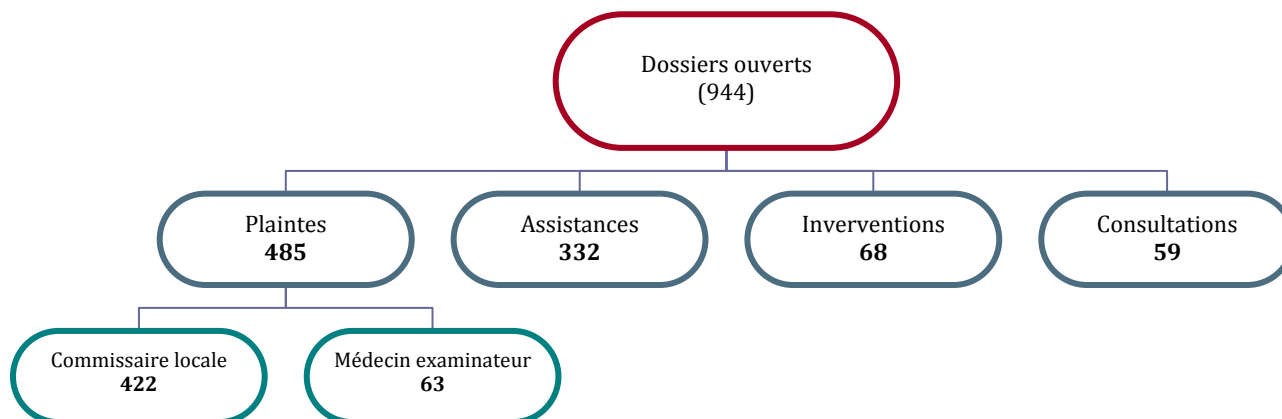 Dossiers ouverts
(944)
Plaintes
485
Assistances
332
Inverventions
68
Consultations
59
Commissaire locale
422
Médecin examinateur
63